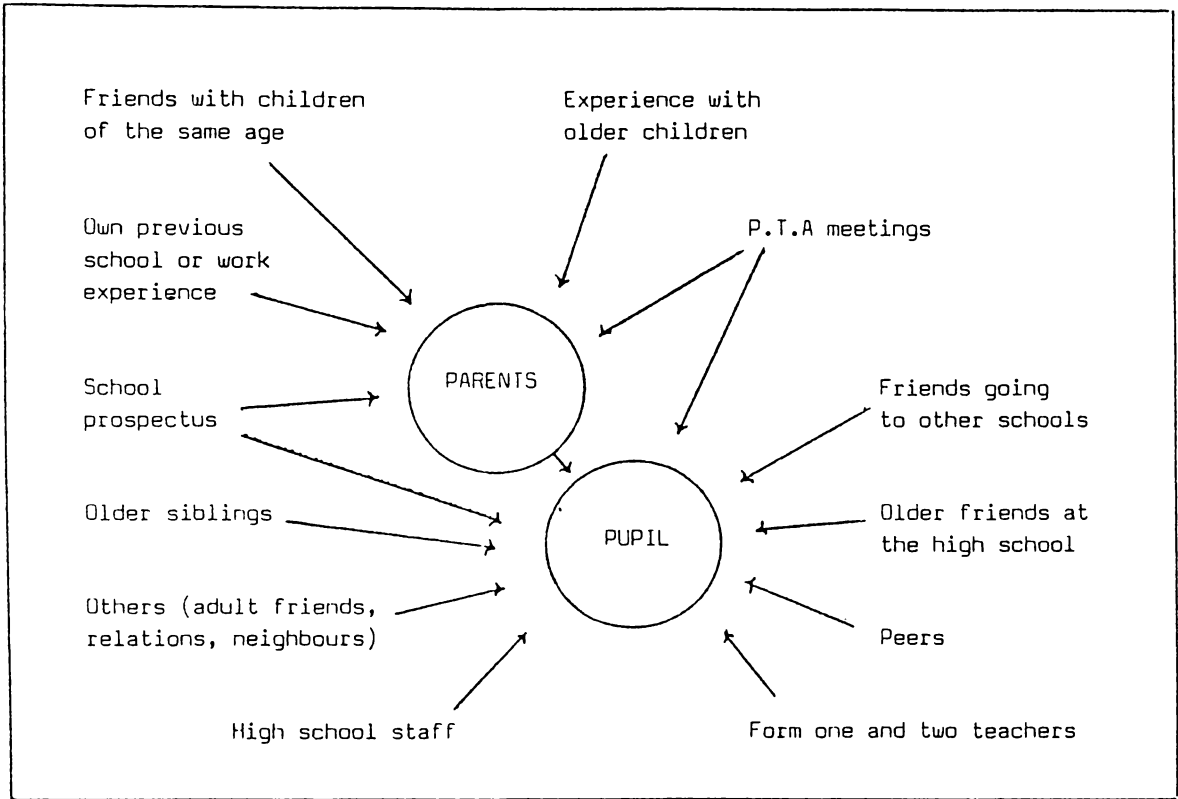 Friends with children
of the same age
Experience with
older children
Own previous
school or work
experience
P.T.A meetings
PARENTS
School
prospectus
Friends going
to other schools
Older siblings
PUPIL
Older friends at
the high school
Others (adult friends,
relations, neighbours)
Peers
High school staff
Form one and two teachers